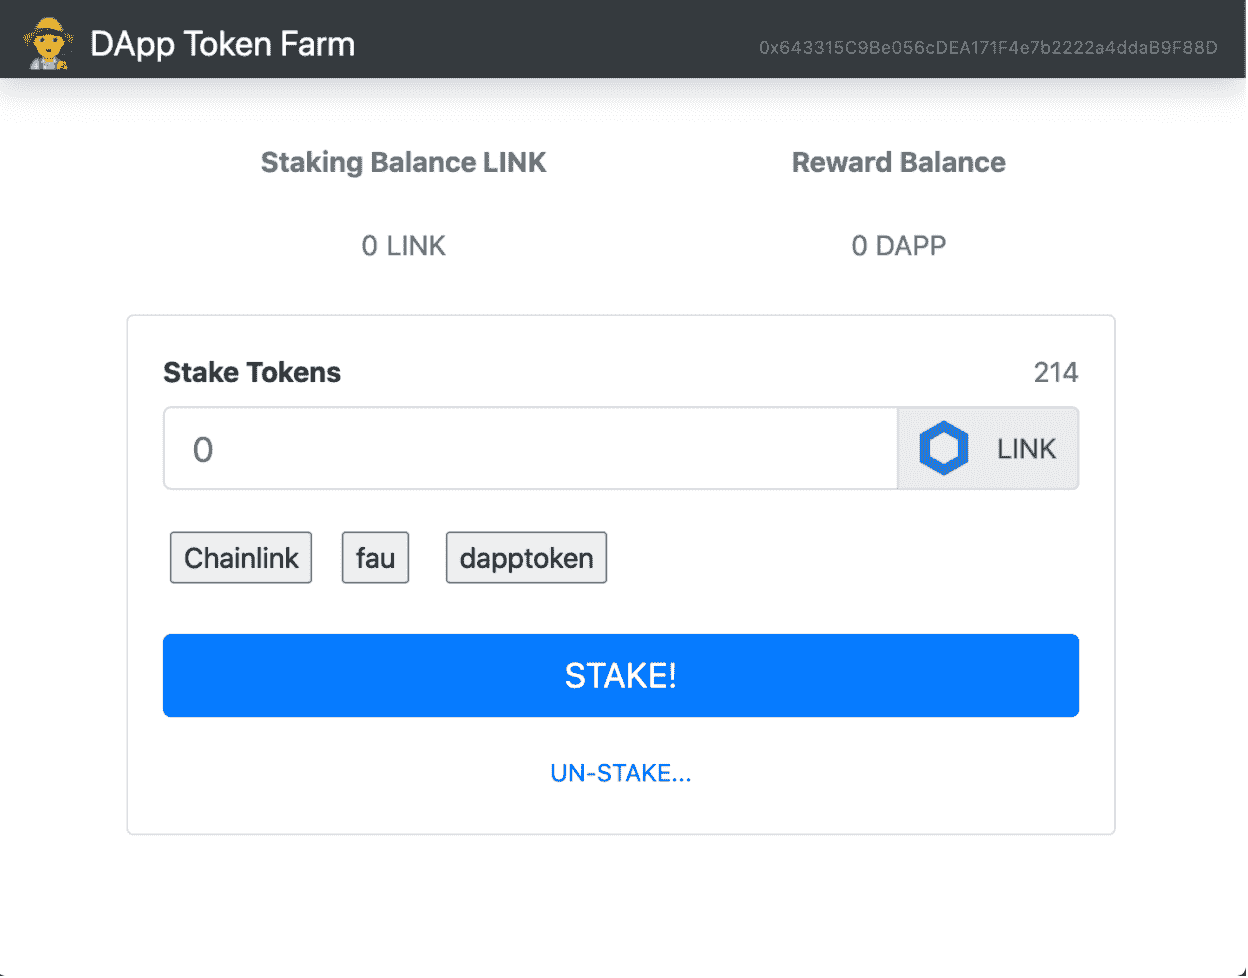 DApp Token Farm
0x643315C9Be056cDEA171F4e7b2222a4ddaB9F88D
Staking Balance LINK Reward Balance
0 LINK 0 DAPP
Stake Tokens 214
0 LINK
Chainlink fau dapptoken
STAKE!
UN-STAKE...